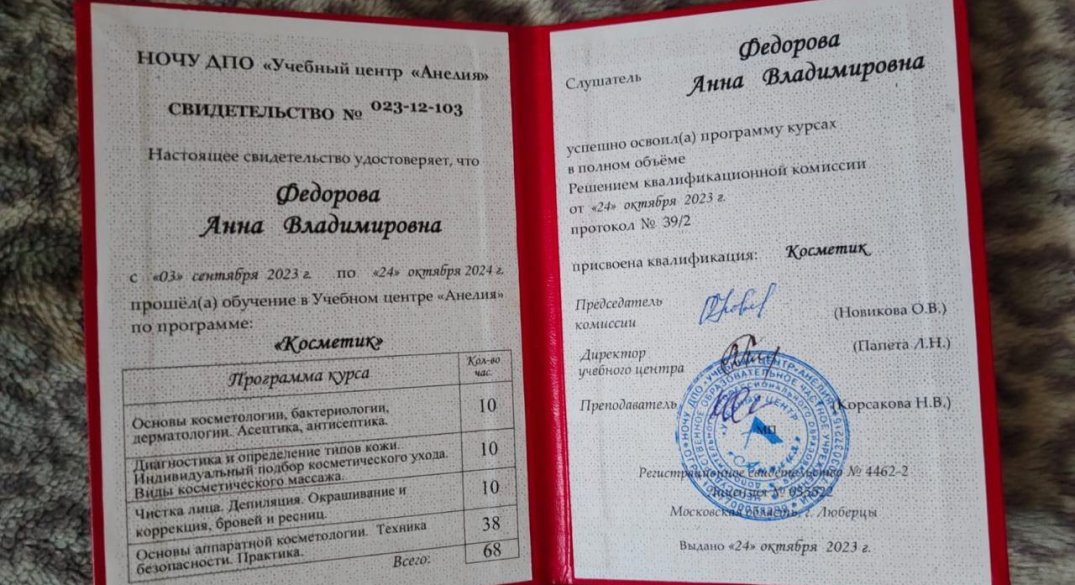 НОЧУ ДПО «Учебный центр «Анелия»
СВИДЕТЕЛЬСТВО № 023-12-103
Настоящее свидетельство удостоверяет, что
Федорова
Анна Владимировна
с «03» сентября 2023 г. по «24» октября 2024 г.
прошёл(а) обучение в Учебном центре «Анелия»
по программе:
«Косметик»
Программа курса
Кол-во
час.
Основы косметологии, бактериологии,
дерматологии. Асептика, антисептика.
10
Диагностика и определение типов кожи.
Индивидуальный подбор косметического ухода.
Виды косметического массажа.
10
Чистка лица. Депиляция. Окрашивание и
коррекция, бровей и ресниц.
10
Основы аппаратной косметологии. Техника
безопасности. Практика.
38
Всего:
68
Слушатель
Федорова
Анна Владимировна
успешно освоил(а) программу курсах
в полном объёме
Решением квалификационной комиссии
от «24» октября 2023 г.
протокол № 39/2
присвоена квалификация: Косметик
Председатель
комиссии
(Новикова О.В.)
Директор
учебного центра
(Папета Л.Н.)
Преподаватель
(Корсакова Н.В.)
МП
Регистрационное свидетельство № 4462-2
Лицензия №
Московская область, г. Люберцы
Выдано «24» октября 2023 г.